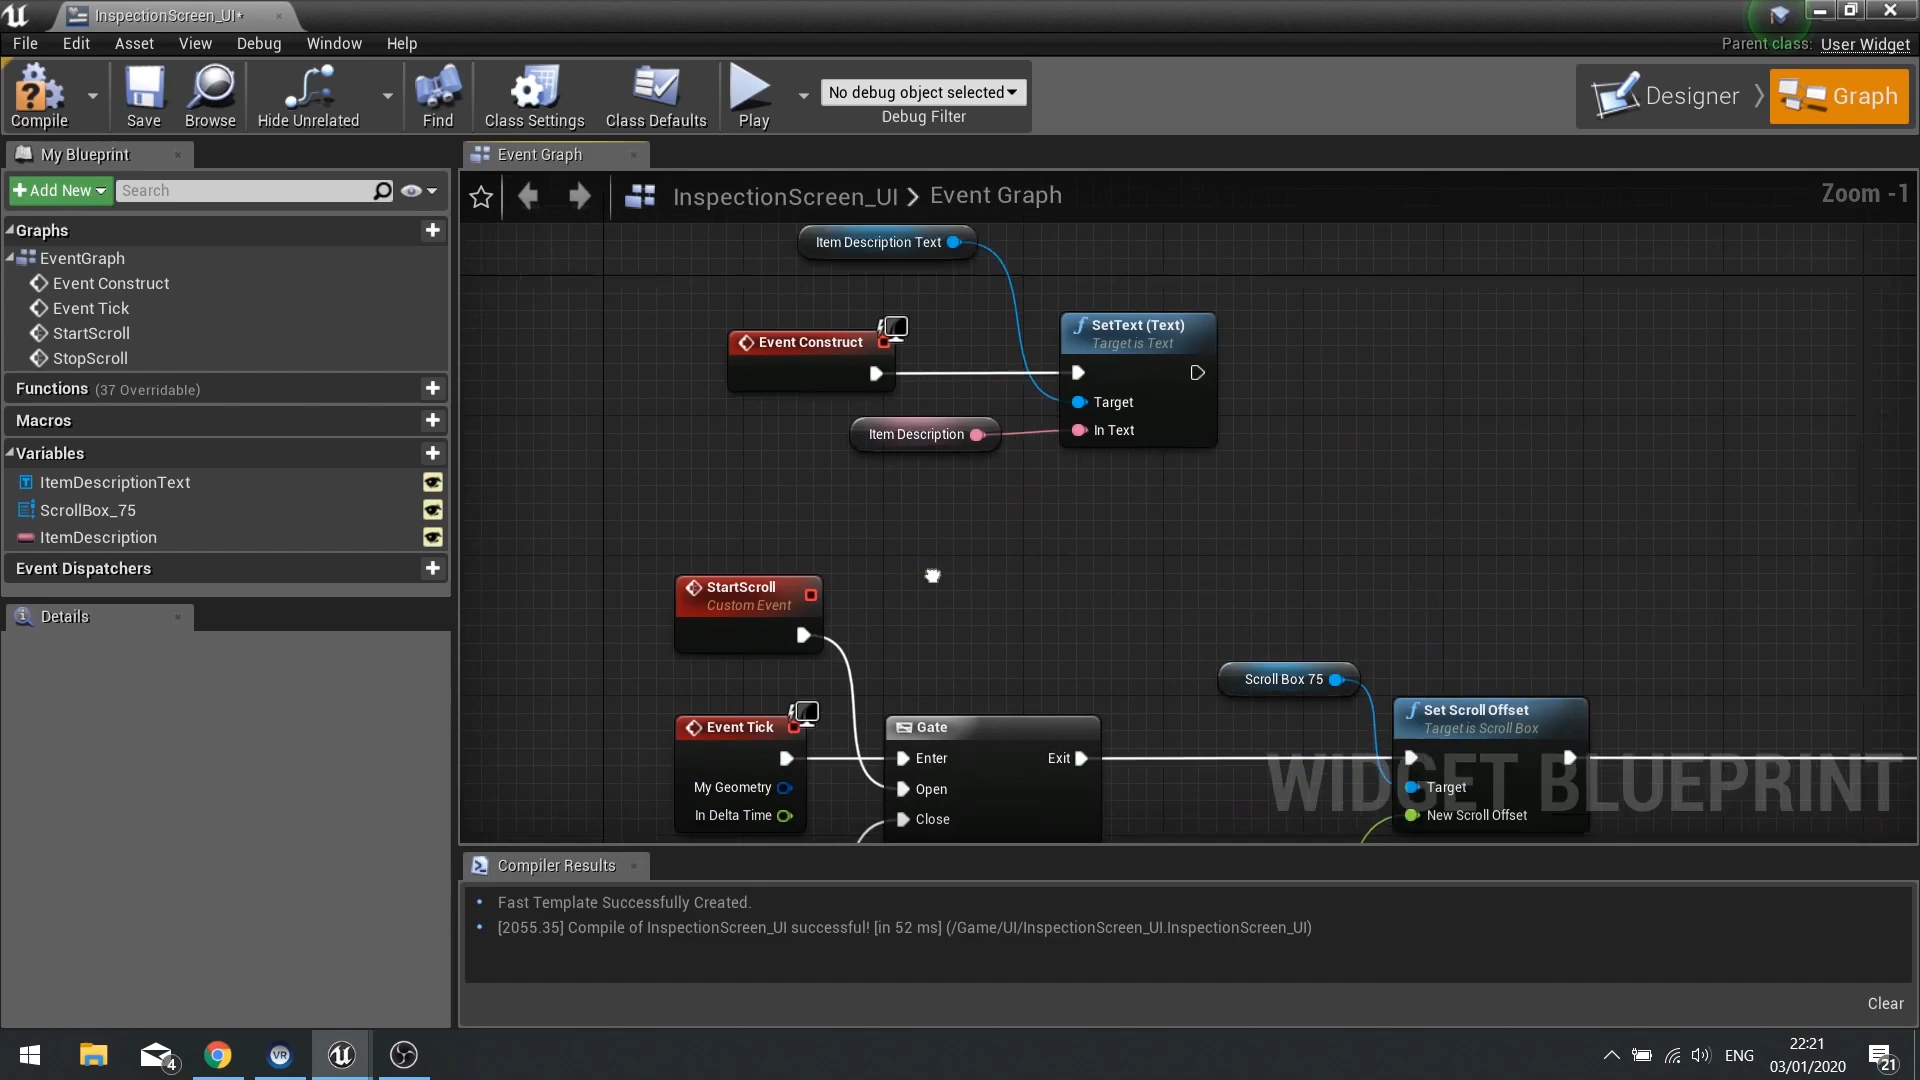 InspectionScreen_UI*
File Edit Asset View Debug Window Help
Parent class: User Widget
Compile Save Browse Hide Unrelated Find Class Settings Class Defaults Play
No debug object selected
Debug Filter
Designer Graph
My Blueprint
Event Graph
Add New Search
InspectionScreen_UI Event Graph
Zoom -1
Graphs
EventGraph
Event Construct
Event Tick
StartScroll
StopScroll
Functions (37 Overridable)
Macros
Variables
ItemDescriptionText
ScrollBox_75
ItemDescription
Event Dispatchers
Details
Item Description Text
Event Construct
SetText (Text)
Target is Text
Target
In Text
Item Description
StartScroll
Custom Event
Event Tick
My Geometry
In Delta Time
Gate
Enter Exit
Open
Close
Scroll Box 75
Set Scroll Offset
Target is Scroll Box
Target
New Scroll Offset
WIDGET BLUEPRINT
Compiler Results
Fast Template Successfully Created.
[2055.35] Compile of InspectionScreen_UI successful! [in 52 ms] (/Game/UI/InspectionScreen_UI.InspectionScreen_UI)
Clear
4
VR
ENG
22:21
03/01/2020
21